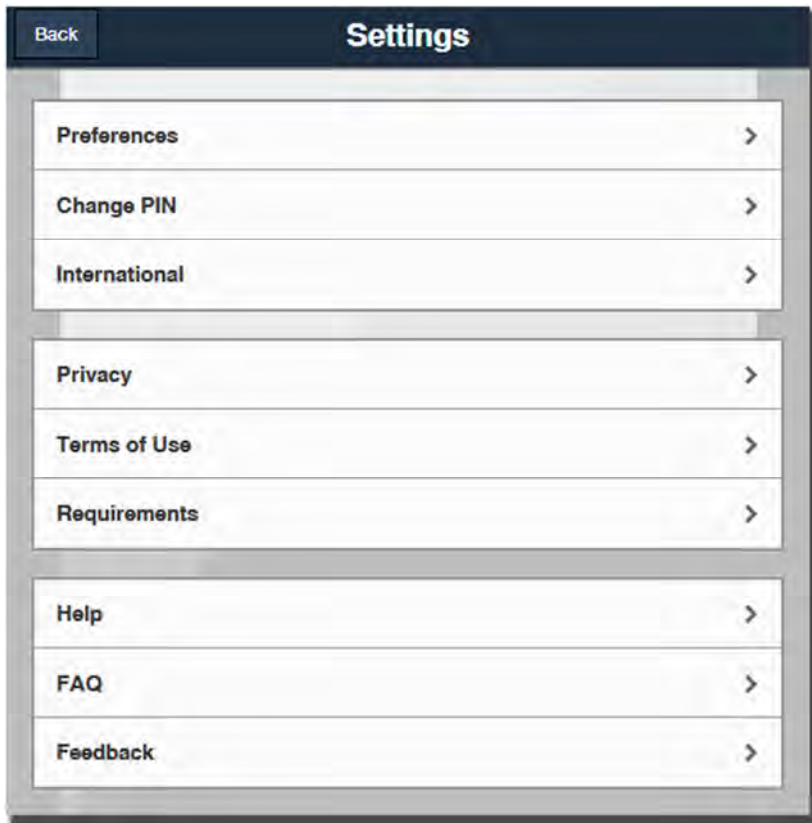 Back
Settings
Preferences
Change PIN
International
Privacy
Terms of Use
Requirements
Help
FAQ
Feedback